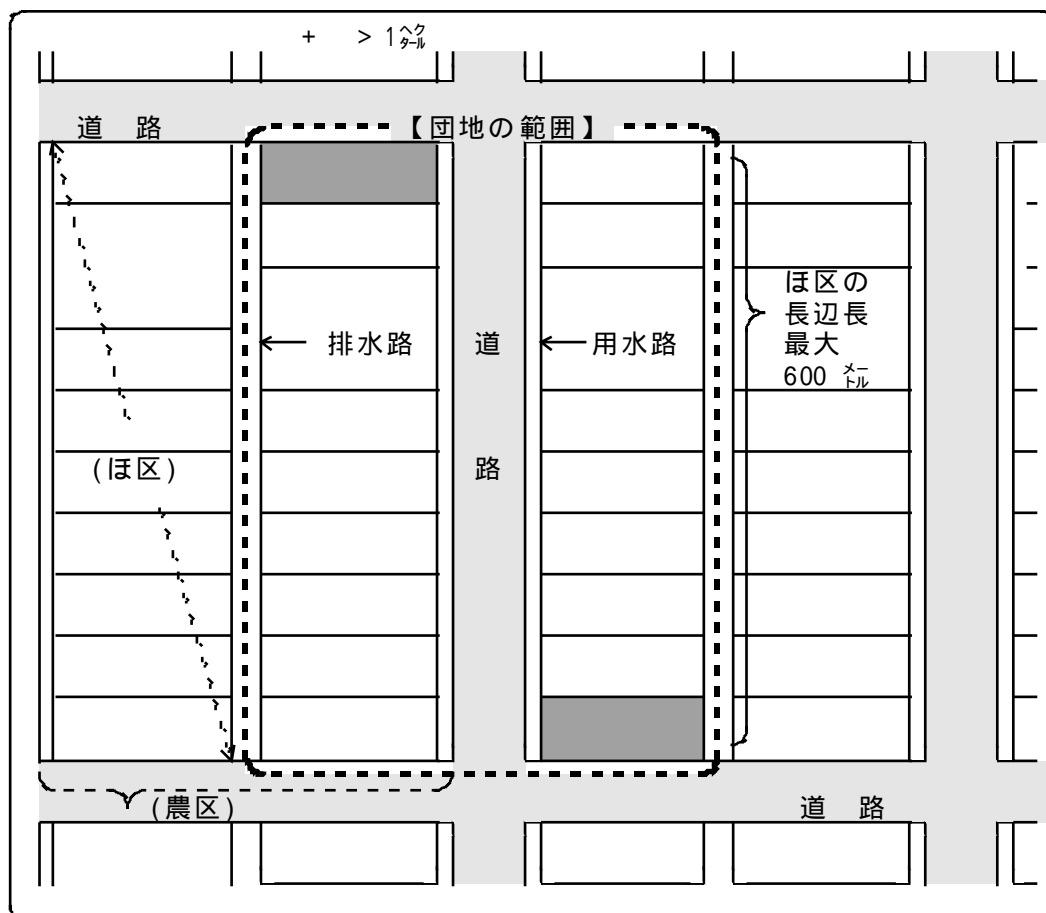 + > 1ヘクタール
道 路
【団地の範囲】
ほ区の
長辺長
最大
600 メートル
排水路
道
用水路
路
(ほ区)
(農区)
道 路